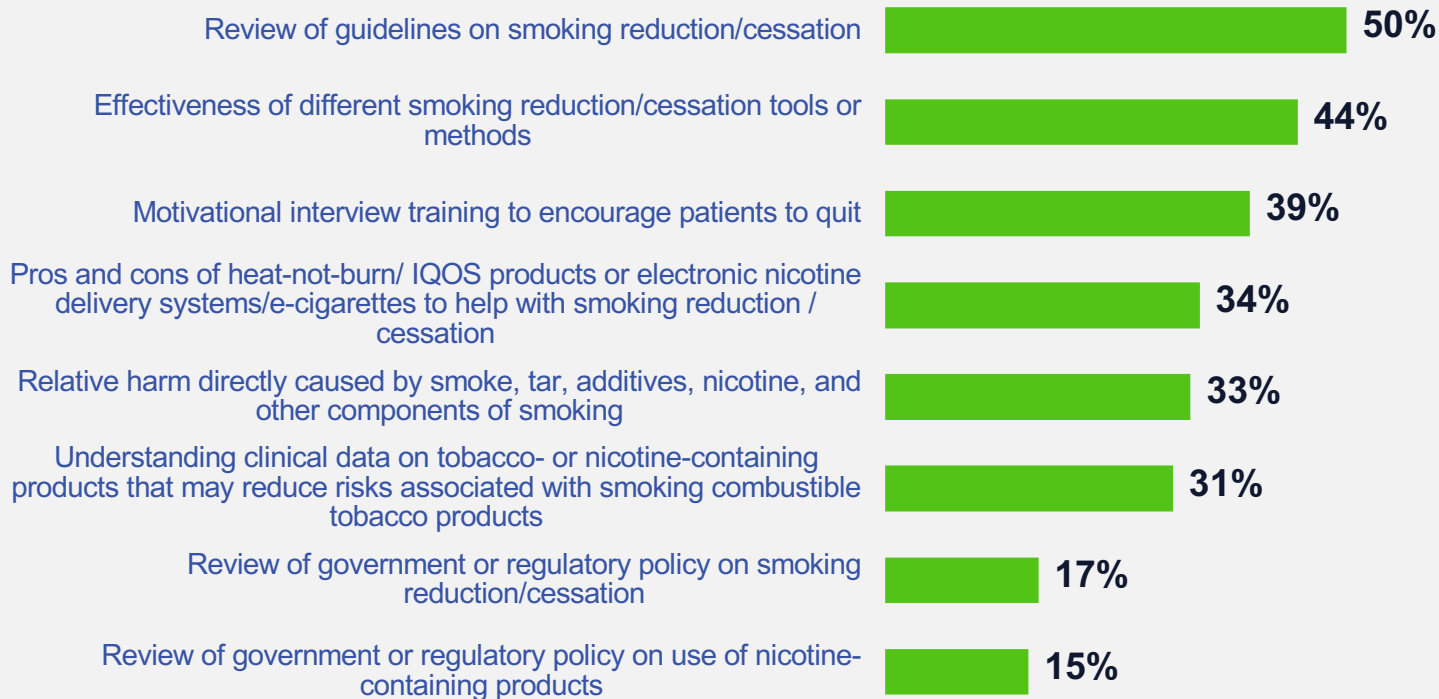 Review of guidelines on smoking reduction/cessation
50%
Effectiveness of different smoking reduction/cessation tools or
methods
44%
Motivational interview training to encourage patients to quit
39%
Pros and cons of heat-not-burn/ IQOS products or electronic nicotine
delivery systems/e-cigarettes to help with smoking reduction /
cessation
34%
Relative harm directly caused by smoke, tar, additives, nicotine, and
other components of smoking
33%
Understanding clinical data on tobacco- or nicotine-containing
products that may reduce risks associated with smoking combustible
tobacco products
31%
Review of government or regulatory policy on smoking
reduction/cessation
17%
Review of government or regulatory policy on use of nicotine-
containing products
15%